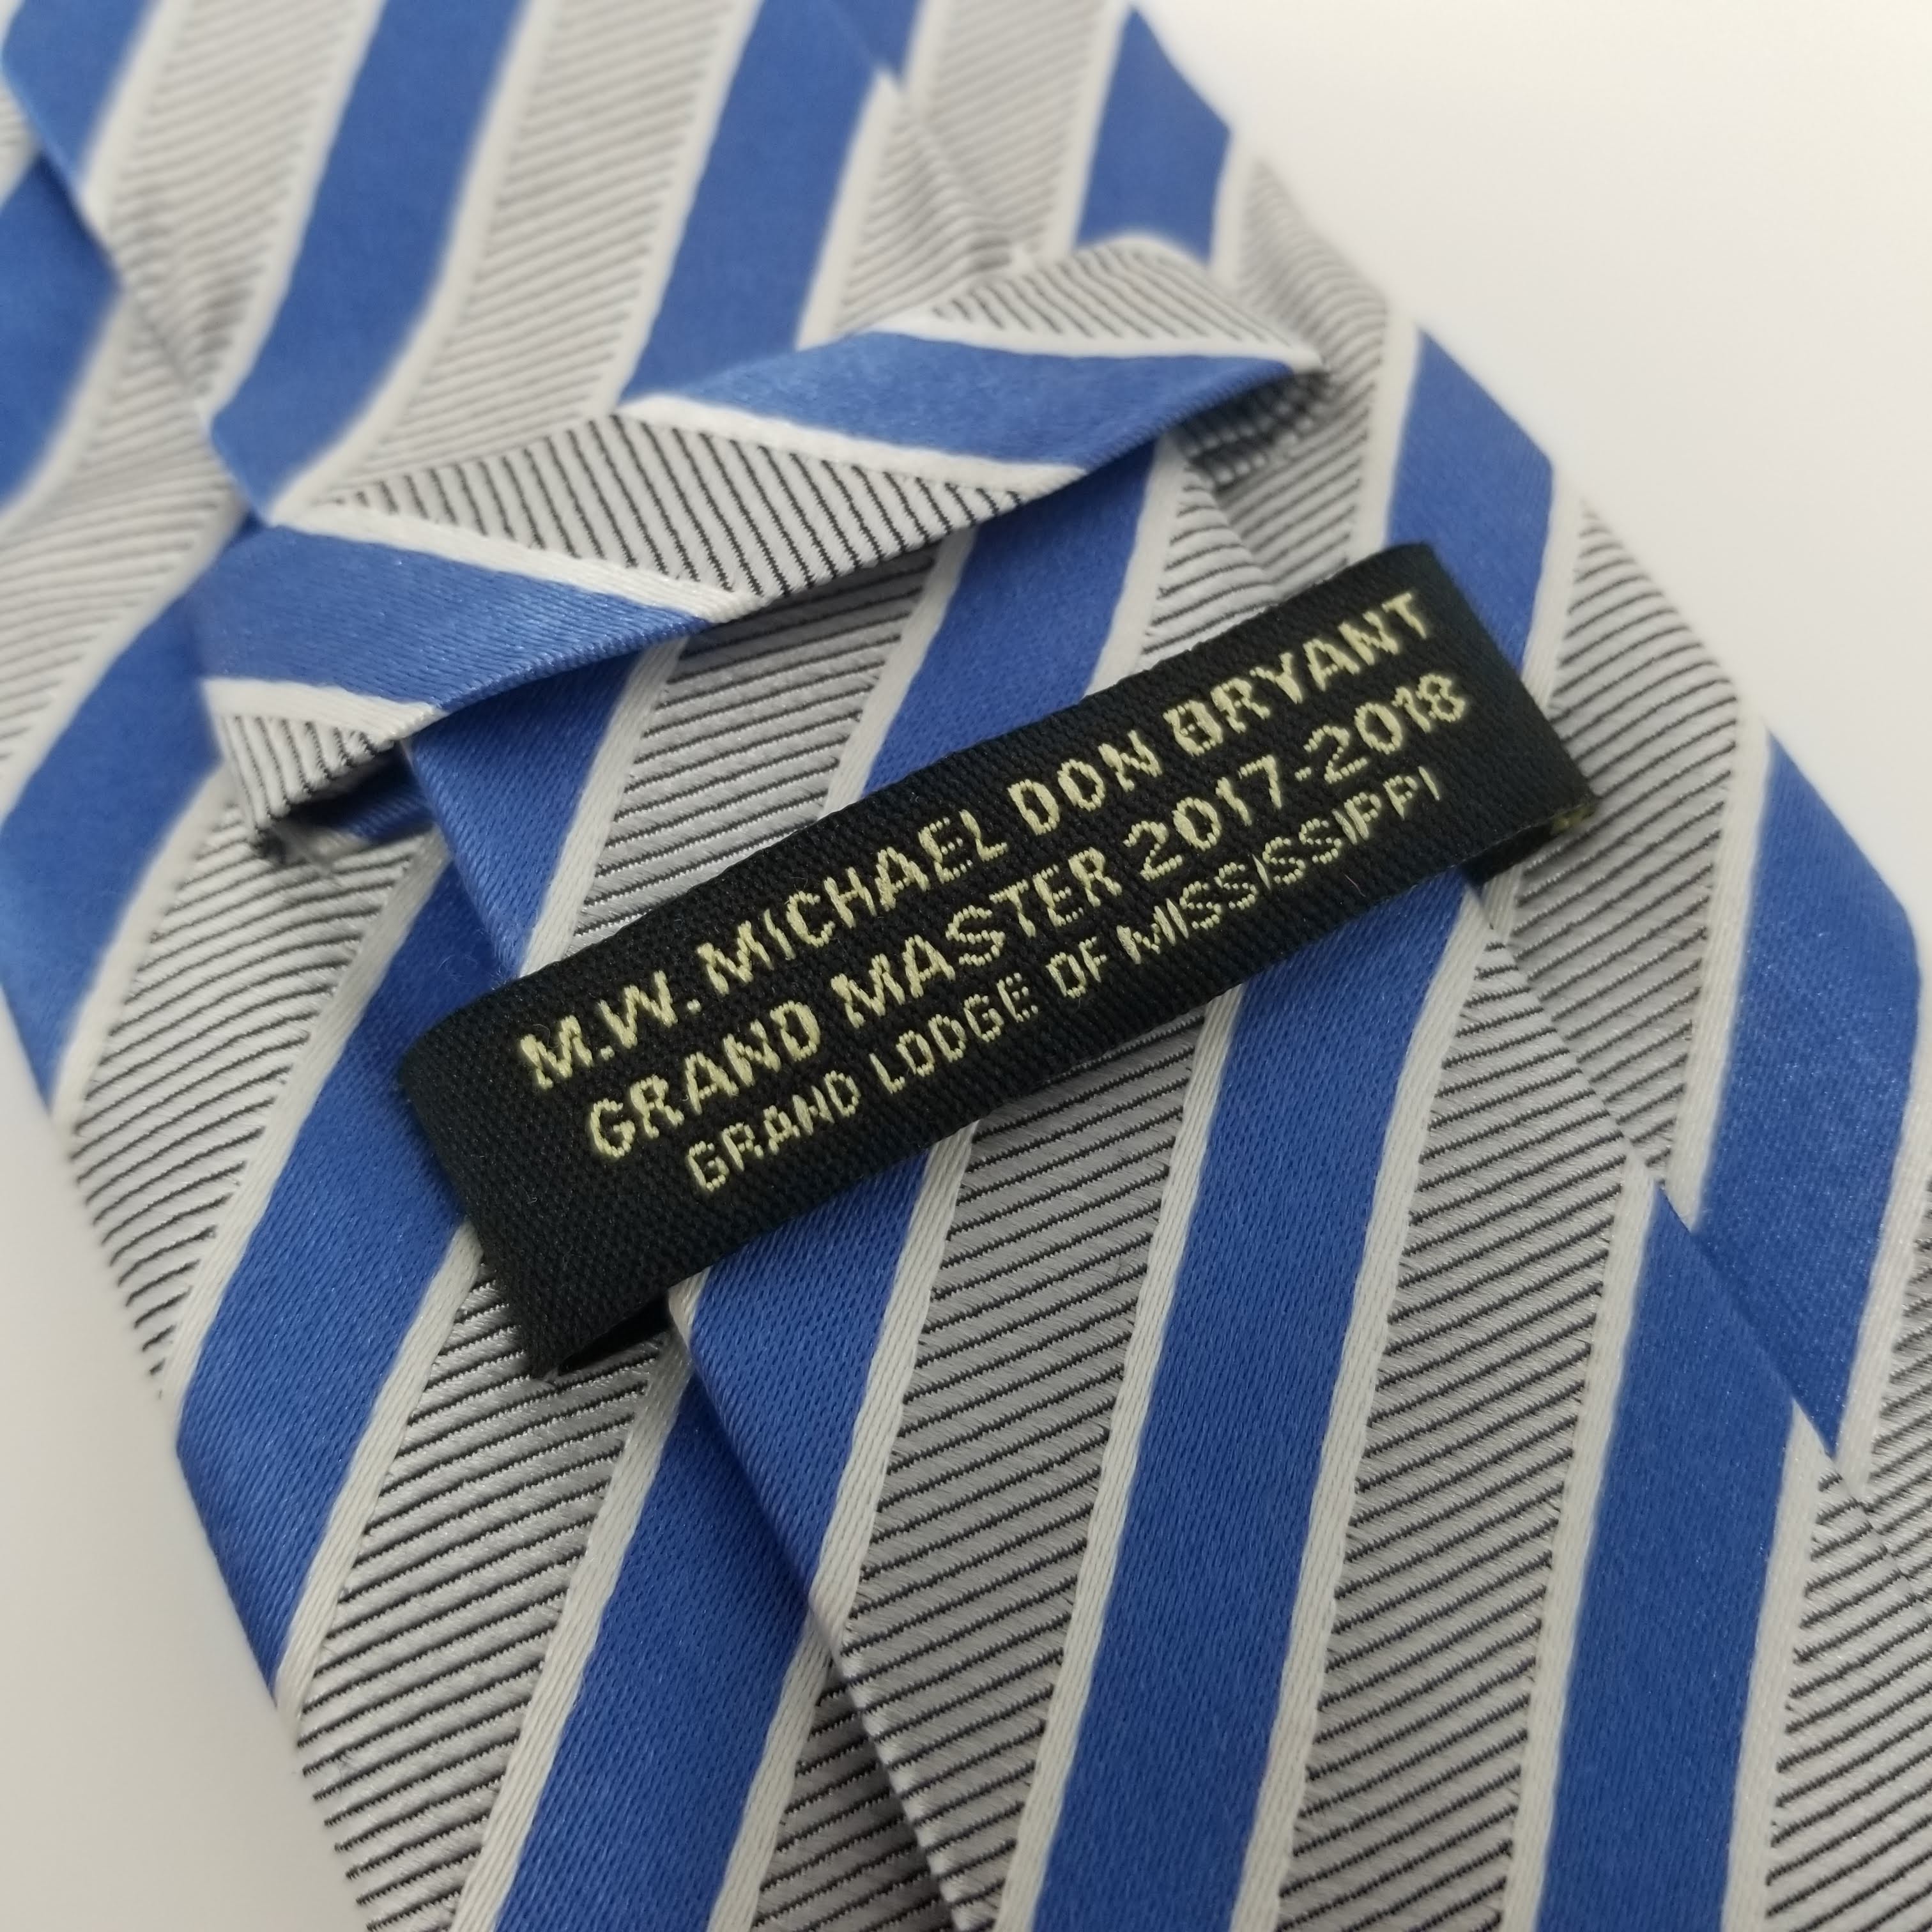 M.W. MICHAEL DON BRYANT
GRAND MASTER 2017-2018
GRAND LODGE OF MISSISSIPPI